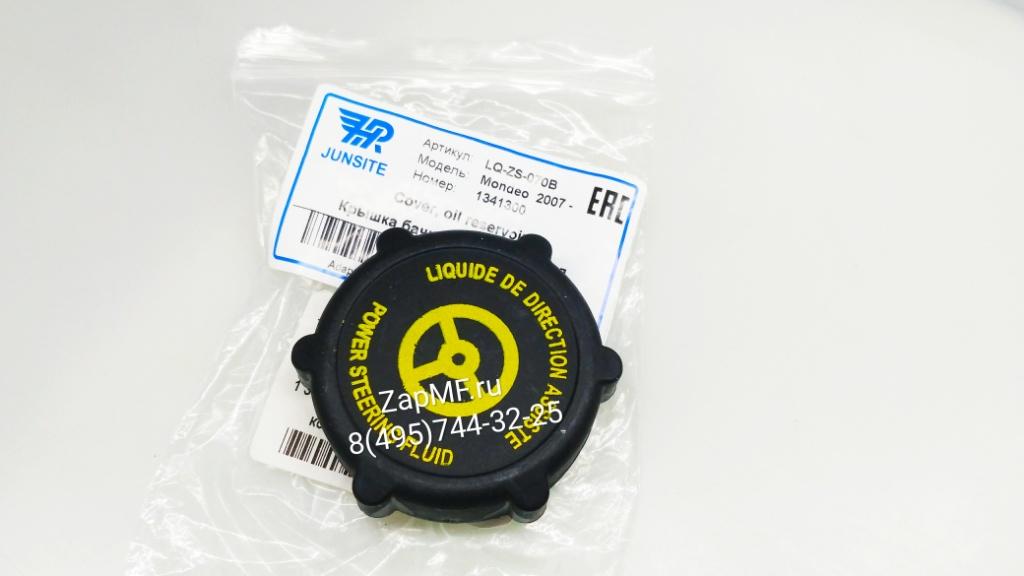 JUNSITE
Артикул: LQ-ZS-070B
Модель: Mondeo 2007 -
Номер: 1341300
Cover, oil reservoir
Крышка
LIQUIDE DE DIRECTION ASSISTE
POWER STEERING FLUID
ZapMF.ru
8(495)744-32-25